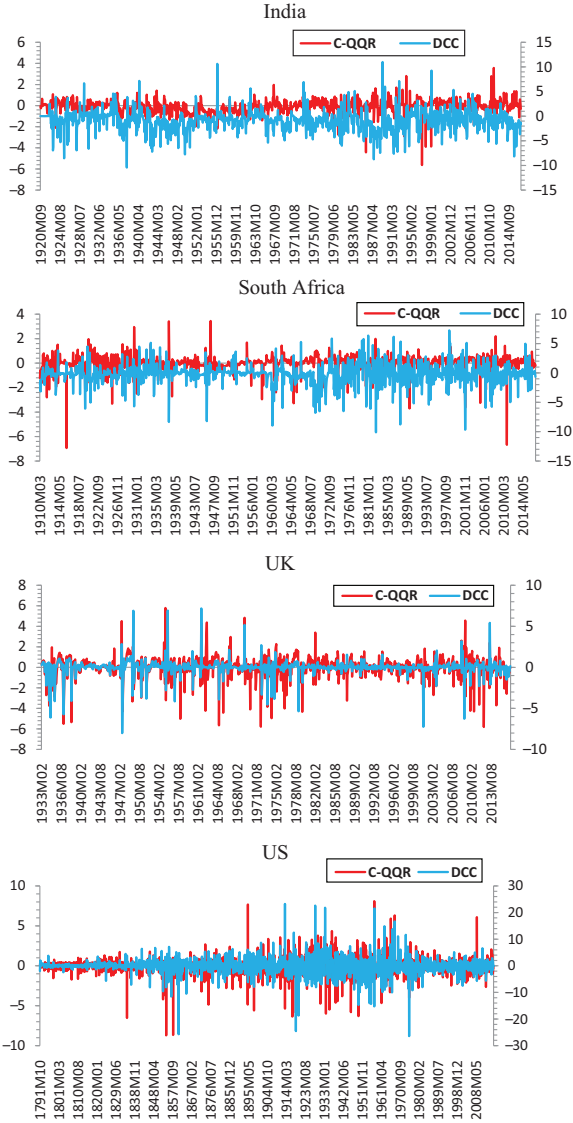 India
C-QQR DCC
6 15
4 10
2 5
0 0
−2 −5
−4 −10
−6
−8 −15
1920M09 1924M08 1928M07 1932M06 1936M05 1940M04 1944M03 1948M02 1952M01 1955M12 1959M11 1963M10 1967M09 1971M08 1975M07 1979M06 1983M05 1987M04 1991M03 1995M02 1999M01 2002M12 2006M11 2010M10 2014M09
South Africa
C-QQR DCC
4 10
2 5
0 0
−2
−4 −5
−6 −10
−8 −15
1910M03 1914M05 1918M07 1922M09 1926M11 1931M01 1935M03 1939M05 1943M07 1947M09 1951M11 1956M01 1960M03 1964M05 1968M07 1972M09 1976M11 1981M01 1985M03 1989M05 1993M07 1997M09 2001M11 2006M01 2010M03 2014M05
UK
C-QQR DCC
8 10
6
4 5
2
0 0
−2
−4 −5
−6
−8 −10
1933M02 1936M08 1940M02 1943M08 1947M02 1950M08 1954M02 1957M08 1961M02 1964M08 1968M02 1971M08 1975M02 1978M08 1982M02 1985M08 1989M02 1992M08 1996M02 1999M08 2003M02 2006M08 2010M02 2013M08
US
C-QQR DCC
10 30
5 20
10
0 0
−10
−5 −20
−10 −30
1791M10 1801M03 1810M08 1820M01 1829M06 1838M11 1848M04 1857M09 1867M02 1876M07 1885M12 1895M05 1904M10 1914M03 1923M08 1933M01 1942M06 1951M11 1961M04 1970M09 1980M02 1989M07 1998M12 2008M05